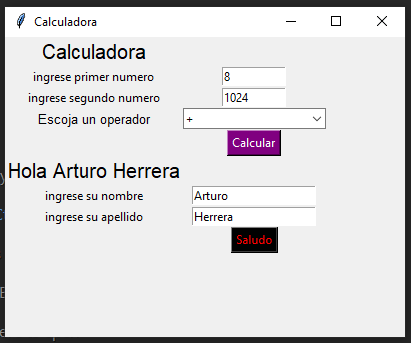 Calculadora
Calculadora
ingrese primer numero 8
ingrese segundo numero 1024
Escoja un operador +
Calcular
Hola Arturo Herrera
ingrese su nombre Arturo
ingrese su apellido Herrera
Saludo